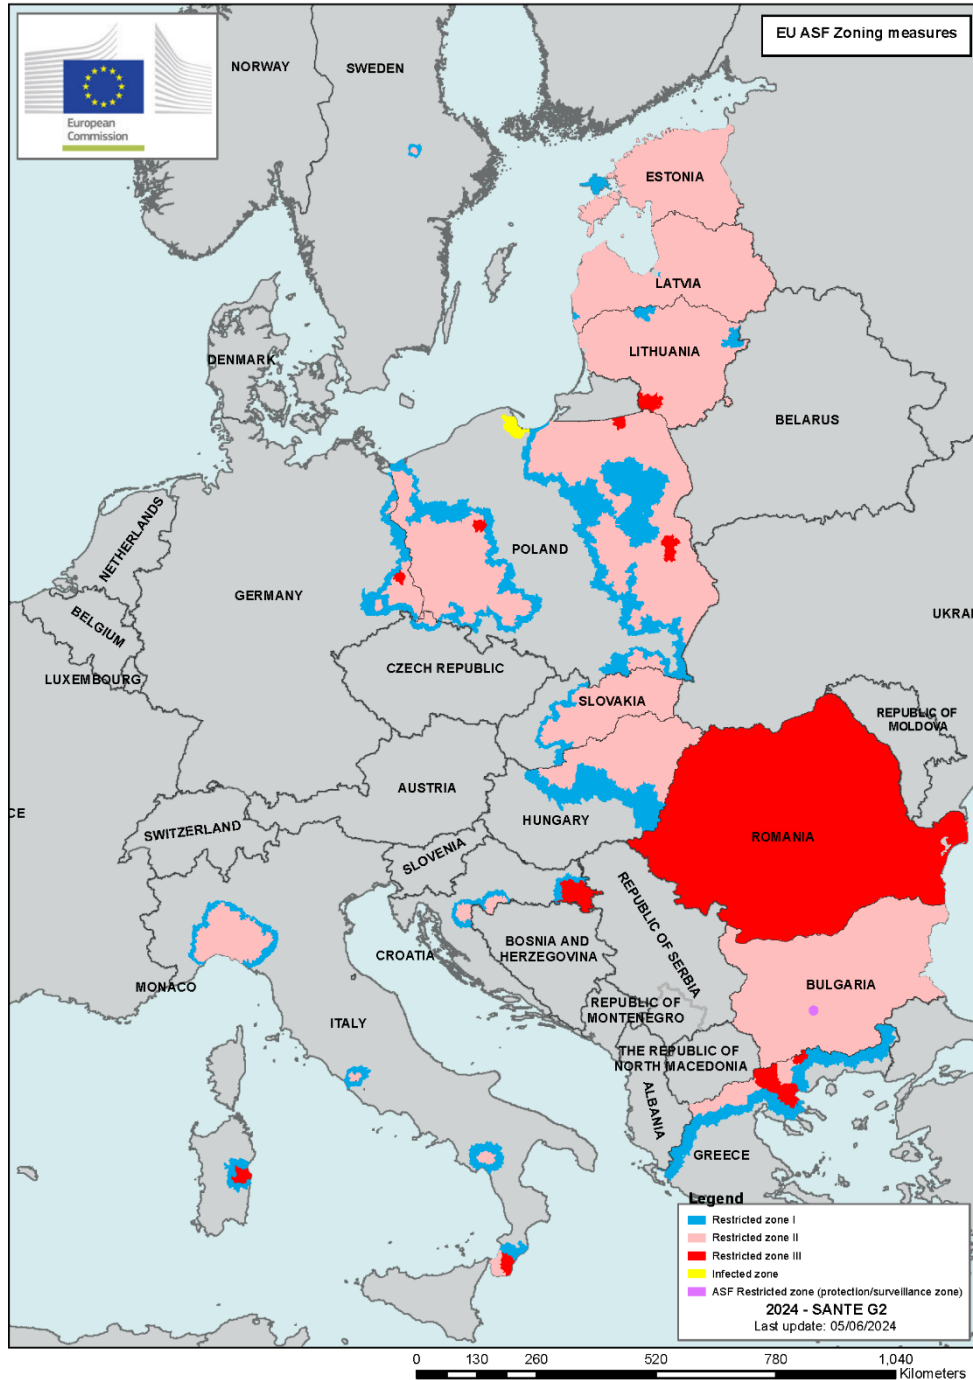 EU ASF Zoning measures
European
Commission
NORWAY
SWEDEN
ESTONIA
LATVIA
LITHUANIA
DENMARK
BELARUS
NETHERLANDS
POLAND
GERMANY
BELGIUM
UKRAI
LUXEMBOURG
CZECH REPUBLIC
SLOVAKIA
REPUBLIC OF
MOLDOVA
AUSTRIA
CE
SWITZERLAND
HUNGARY
ROMANIA
SLOVENIA
REPUBLIC OF SERBIA
CROATIA
BOSNIA AND
HERZEGOVINA
MONACO
BULGARIA
ITALY
REPUBLIC OF
MONTENEGRO
THE REPUBLIC OF
NORTH MACEDONIA
ALBANIA
GREECE
Legend
Restricted zone I
Restricted zone II
Restricted zone III
Infected zone
ASF Restricted zone (protection/surveillance zone)
2024 - SANTE G2
Last update: 05/06/2024
0 130 260 520 780 1,040
Kilometers